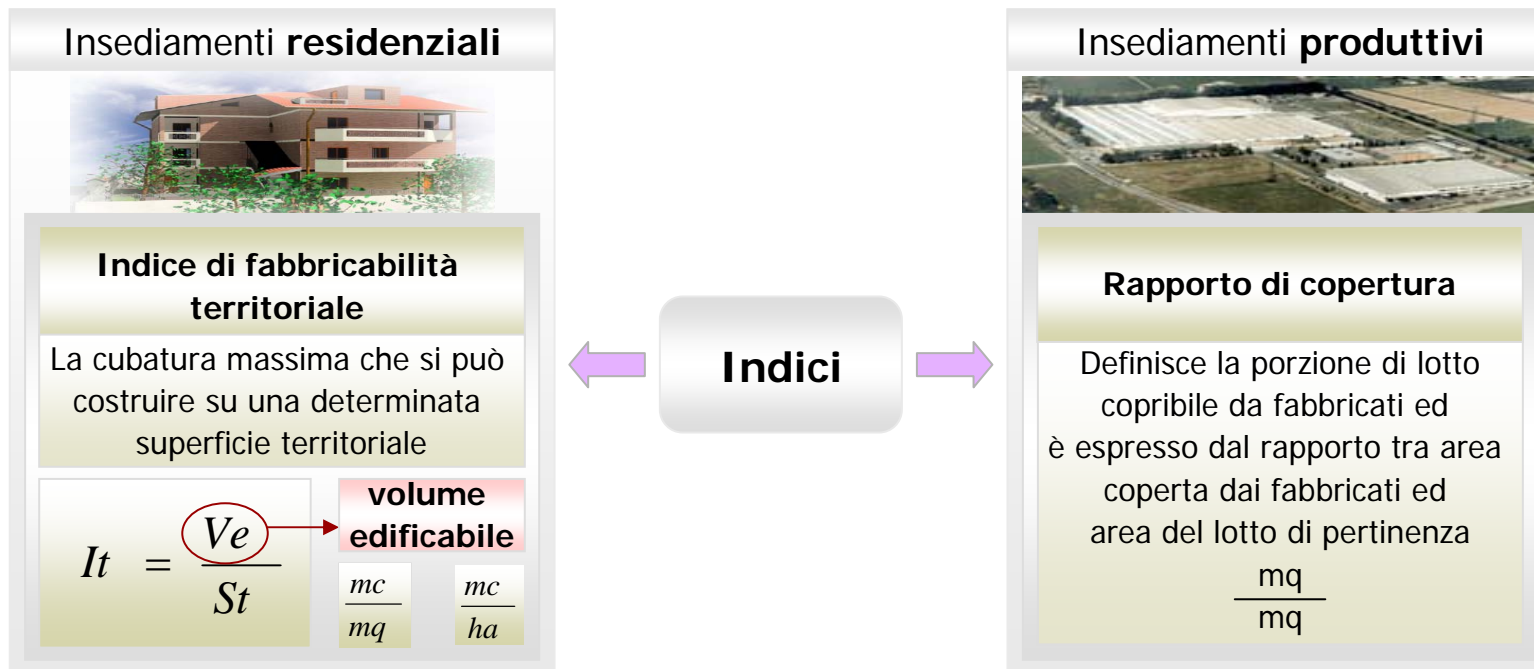 Insediamenti residenziali
Indice di fabbricabilità
territoriale
La cubatura massima che si può
costruire su una determinata
superficie territoriale
It = Ve
St
volume
edificabile
mc
mq
mc
ha
Indici
Insediamenti produttivi
Rapporto di copertura
Definisce la porzione di lotto
copribile da fabbricati ed
è espresso dal rapporto tra area
coperta dai fabbricati ed
area del lotto di pertinenza
mq
mq